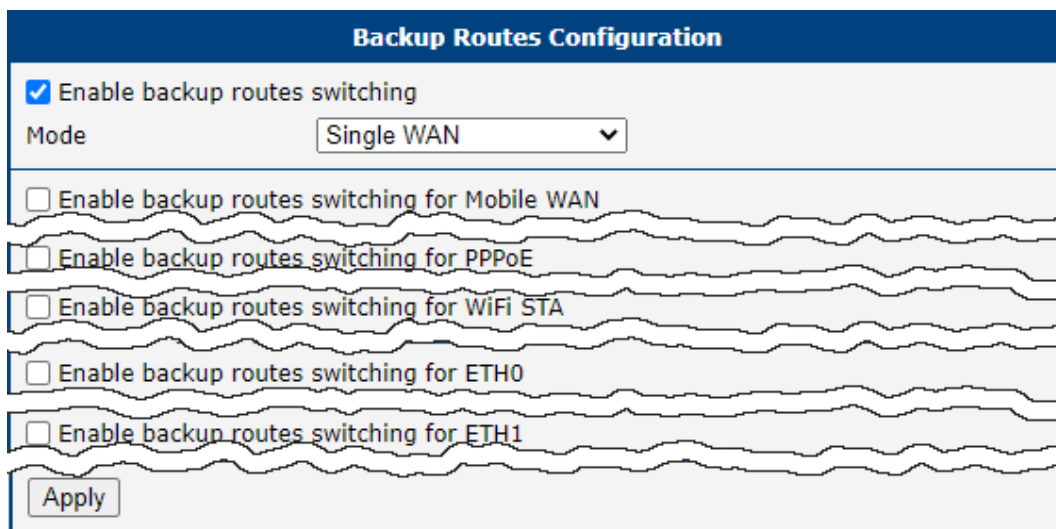 Backup Routes Configuration
Enable backup routes switching
Mode Single WAN
Enable backup routes switching for Mobile WAN
Enable backup routes switching for PPPoE
Enable backup routes switching for WiFi STA
Enable backup routes switching for ETH0
Enable backup routes switching for ETH1
Apply